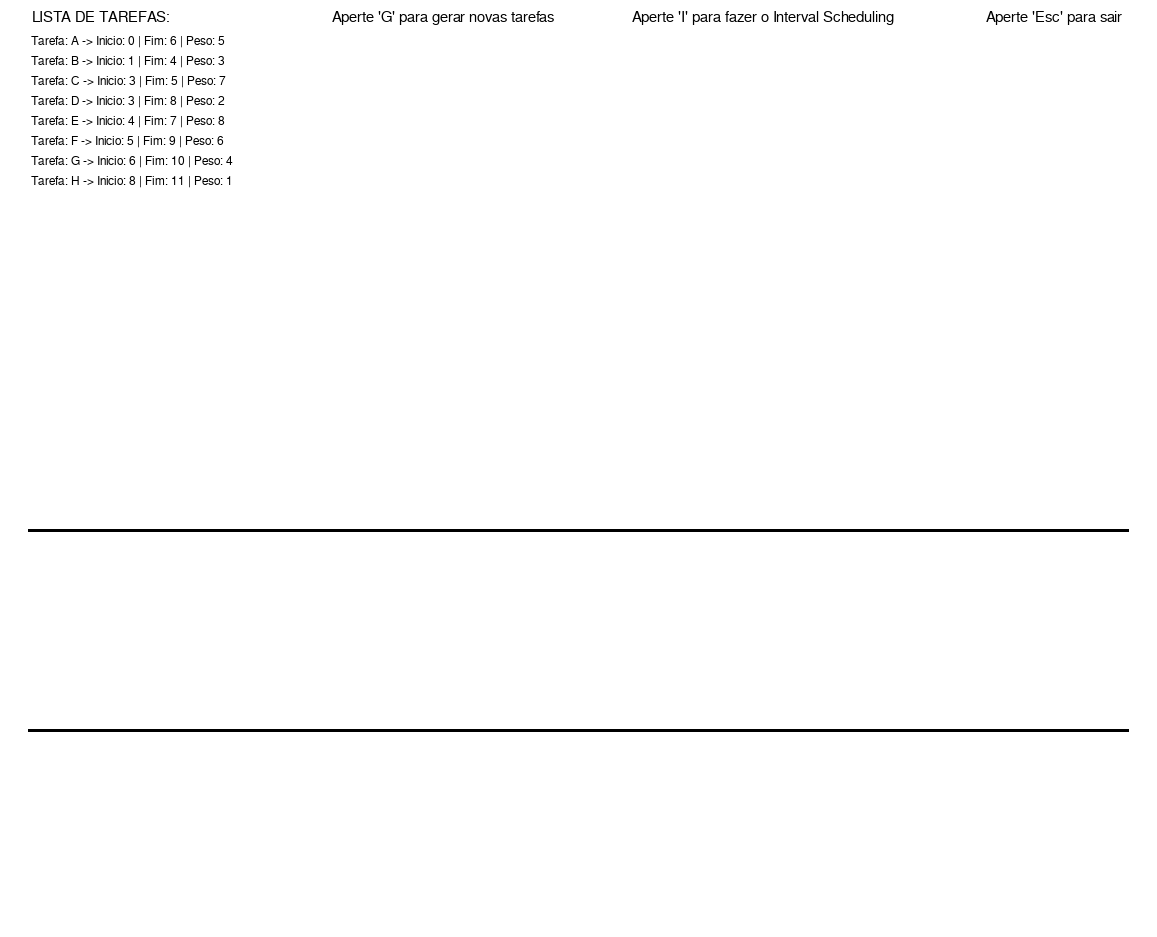 LISTA DE TAREFAS:
Aperte 'G' para gerar novas tarefas
Aperte 'I' para fazer o Interval Scheduling
Aperte 'Esc' para sair
Tarefa: A -> Inicio: 0 | Fim: 6 | Peso: 5
Tarefa: B -> Inicio: 1 | Fim: 4 | Peso: 3
Tarefa: C -> Inicio: 3 | Fim: 5 | Peso: 7
Tarefa: D -> Inicio: 3 | Fim: 8 | Peso: 2
Tarefa: E -> Inicio: 4 | Fim: 7 | Peso: 8
Tarefa: F -> Inicio: 5 | Fim: 9 | Peso: 6
Tarefa: G -> Inicio: 6 | Fim: 10 | Peso: 4
Tarefa: H -> Inicio: 8 | Fim: 11 | Peso: 1